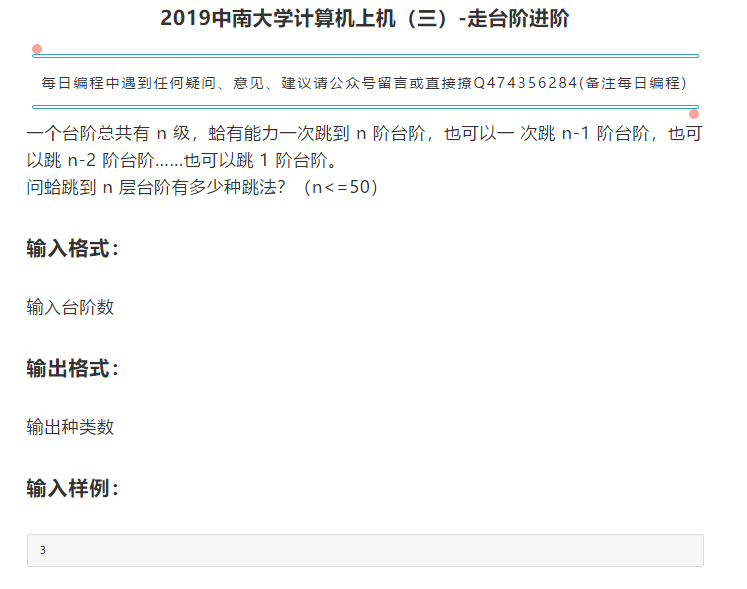 2019中南大学计算机上机（三）-走台阶进阶
每日编程中遇到任何疑问、意见、建议请公众号留言或直接撩Q474356284(备注每日编程)
一个台阶总共有 n 级，蛤有能力一次跳到 n 阶台阶，也可以一 次跳 n-1 阶台阶，也可
以跳 n-2 阶台阶……也可以跳 1 阶台阶。
问蛤跳到 n 层台阶有多少种跳法？（n<=50）
输入格式：
输入台阶数
输出格式：
输出种类数
输入样例：
3